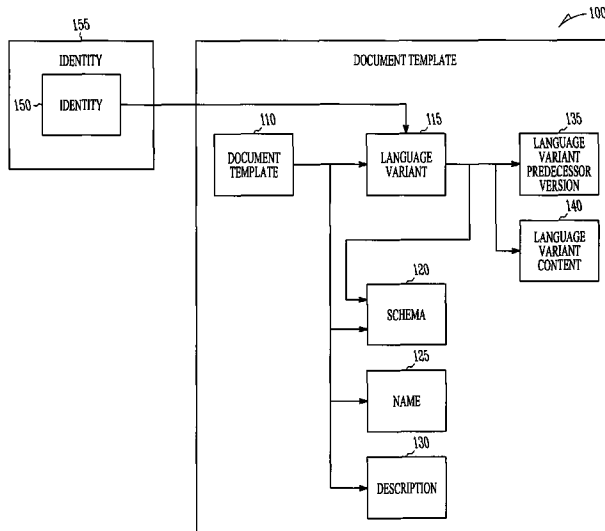 100
155
IDENTITY
150
IDENTITY
DOCUMENT TEMPLATE
110
DOCUMENT
TEMPLATE
115
LANGUAGE
VARIANT
135
LANGUAGE
VARIANT
PREDECESSOR
VERSION
140
LANGUAGE
VARIANT
CONTENT
120
SCHEMA
125
NAME
130
DESCRIPTION